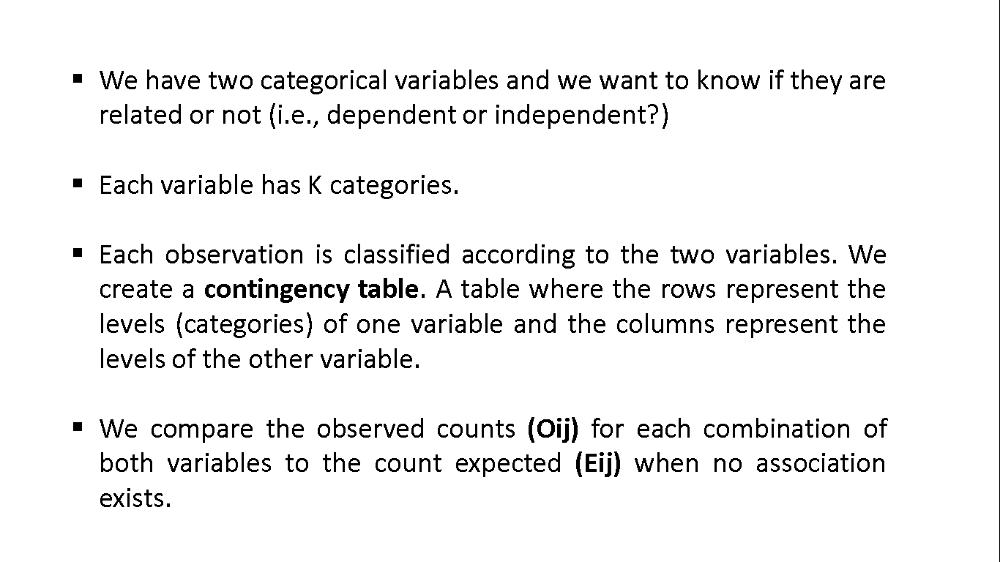 ▪ We have two categorical variables and we want to know if they are
related or not (i.e., dependent or independent?)
▪ Each variable has K categories.
▪ Each observation is classified according to the two variables. We
create a contingency table. A table where the rows represent the
levels (categories) of one variable and the columns represent the
levels of the other variable.
▪ We compare the observed counts (Oij) for each combination of
both variables to the count expected (Eij) when no association
exists.